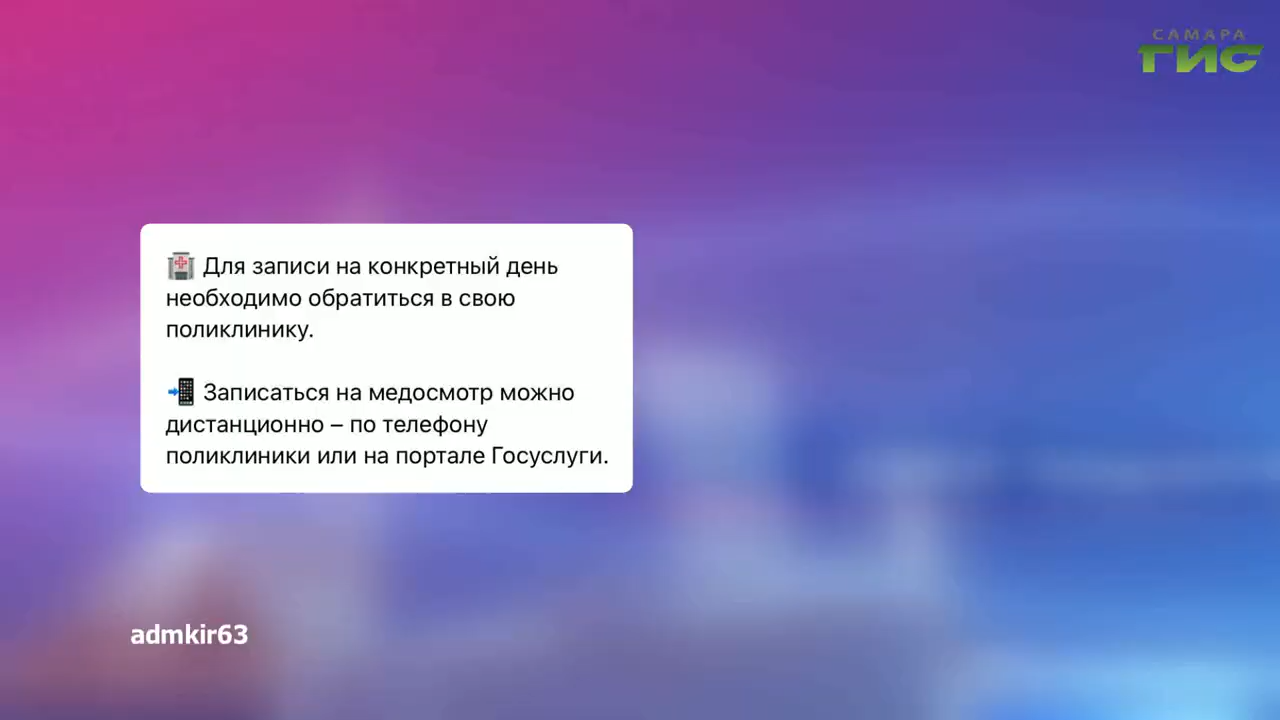 САМАРА
ГИС
🏥 Для записи на конкретный день
необходимо обратиться в свою
поликлинику.
📲 Записаться на медосмотр можно
дистанционно – по телефону
поликлиники или на портале Госуслуги.
admkir63